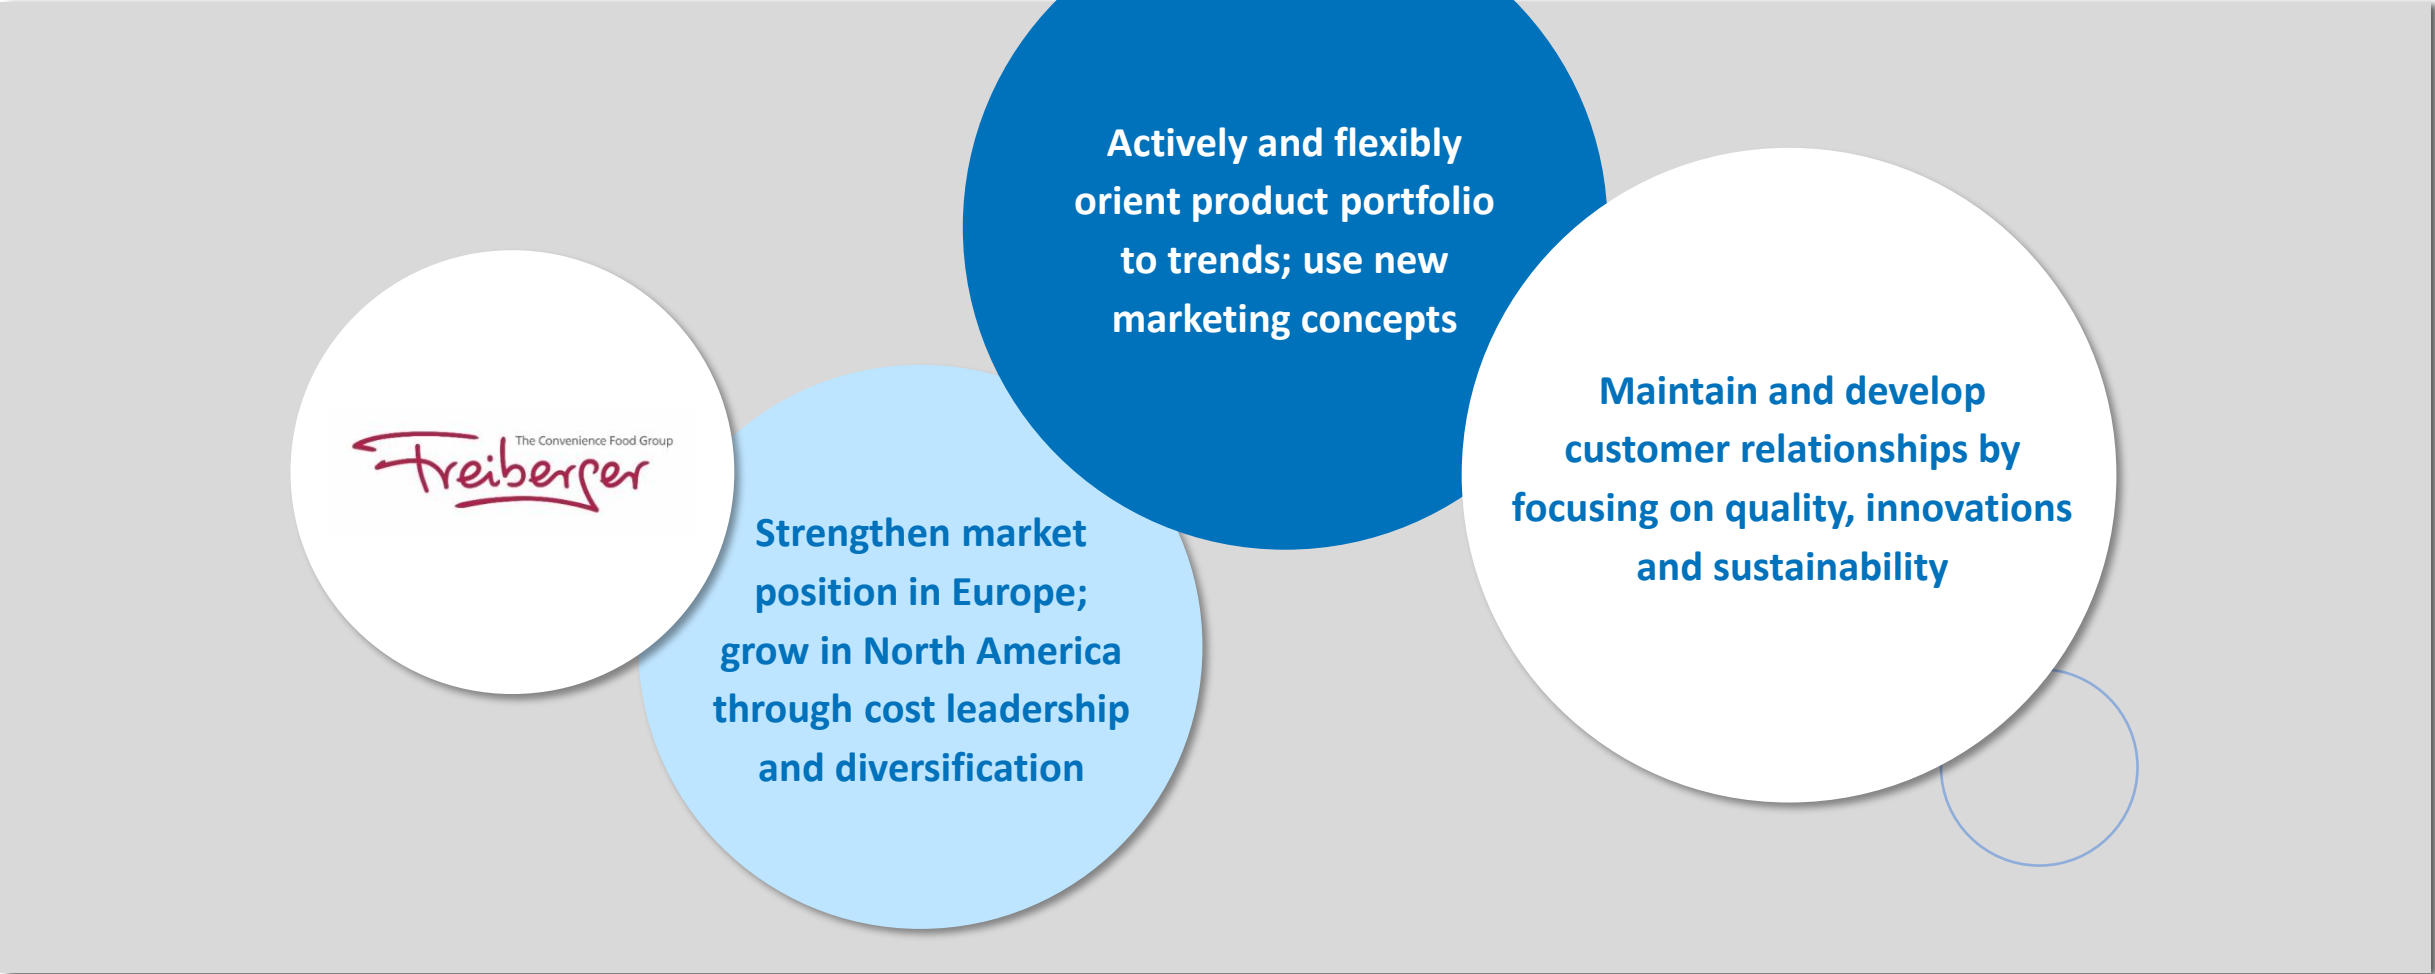 The Convenience Food Group
Freiberger
Strengthen market
position in Europe;
grow in North America
through cost leadership
and diversification
Actively and flexibly
orient product portfolio
to trends; use new
marketing concepts
Maintain and develop
customer relationships by
focusing on quality, innovations
and sustainability